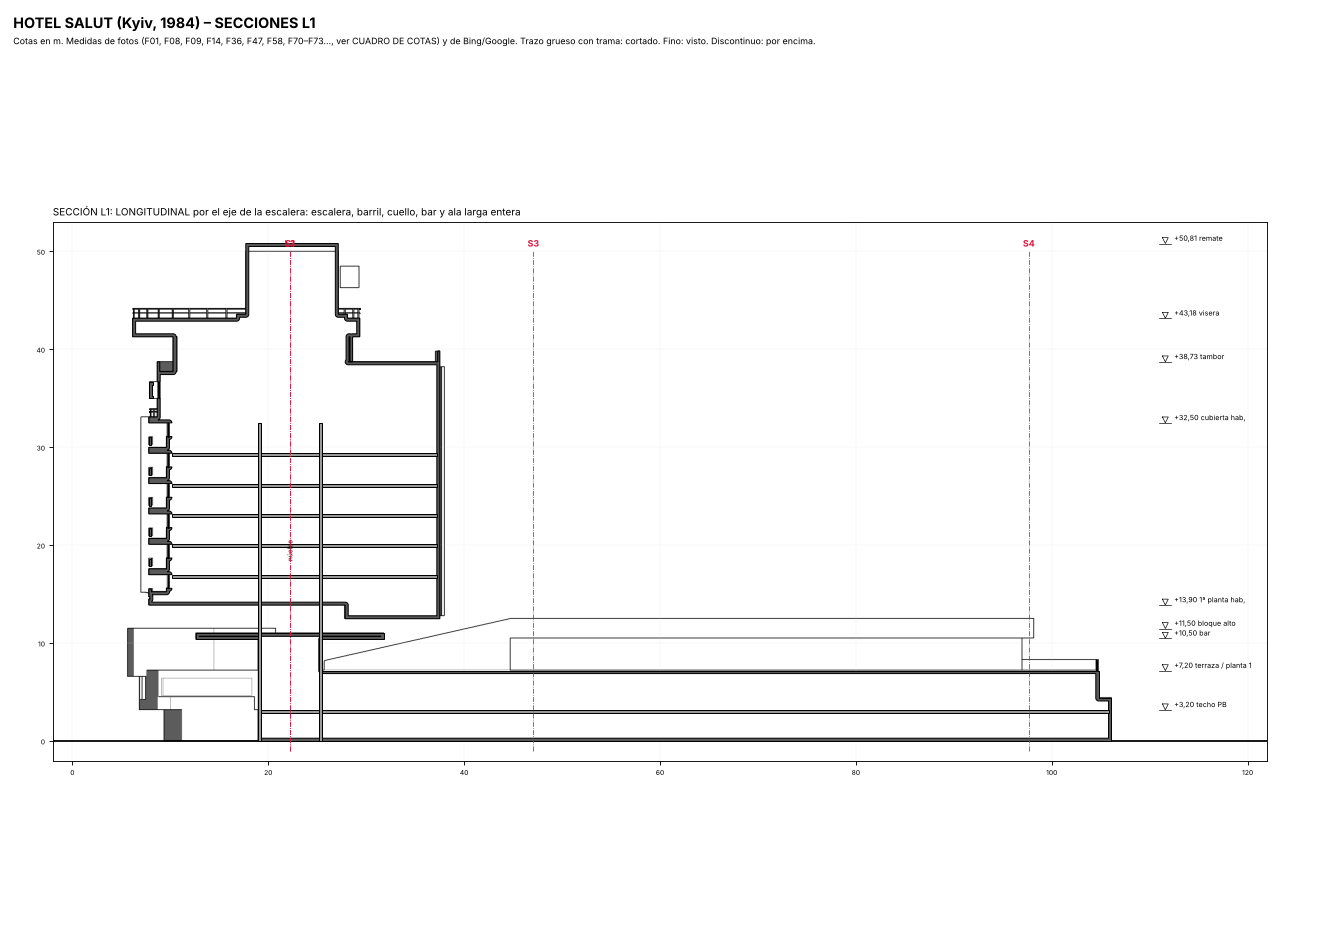 HOTEL SALUT (Kyiv, 1984) – SECCIONES L1
Cotas en m. Medidas de fotos (F01, F08, F09, F14, F36, F47, F58, F70–F73..., ver CUADRO DE COTAS) y de Bing/Google. Trazo grueso con trama: cortado. Fino: visto. Discontinuo: por encima.
SECCIÓN L1: LONGITUDINAL por el eje de la escalera: escalera, barril, cuello, bar y ala larga entera
S3
S4
+50,81 remate
50
+43,18 visera
+38,73 tambor
40
+32,50 cubierta hab,
30
20
+13,90 1ª planta hab,
+11,50 bloque alto
+10,50 bar
10
+7,20 terraza / planta 1
+3,20 techo PB
0
0 20 40 60 80 100 120